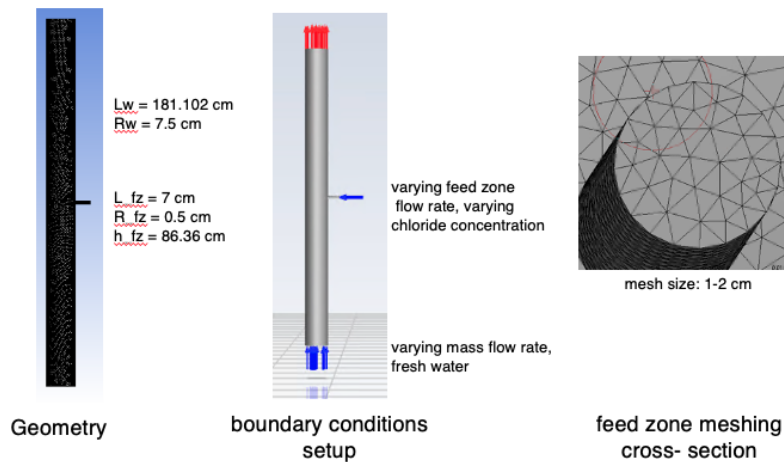 Lw = 181.102 cm
Rw = 7.5 cm
L_fz = 7 cm
R_fz = 0.5 cm
h_fz = 86.36 cm
Geometry
varying feed zone
flow rate, varying
chloride concentration
varying mass flow rate,
fresh water
boundary conditions
setup
mesh size: 1-2 cm
feed zone meshing
cross- section